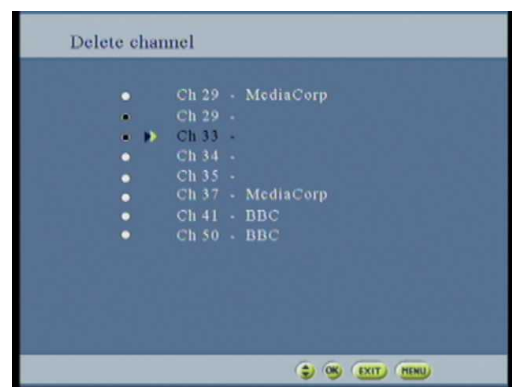 Delete channel
Ch 29 - MediaCorp
Ch 29 -
Ch 33 -
Ch 34 -
Ch 35 -
Ch 37 - MediaCorp
Ch 41 - BBC
Ch 50 - BBC
OK EXIT MENU